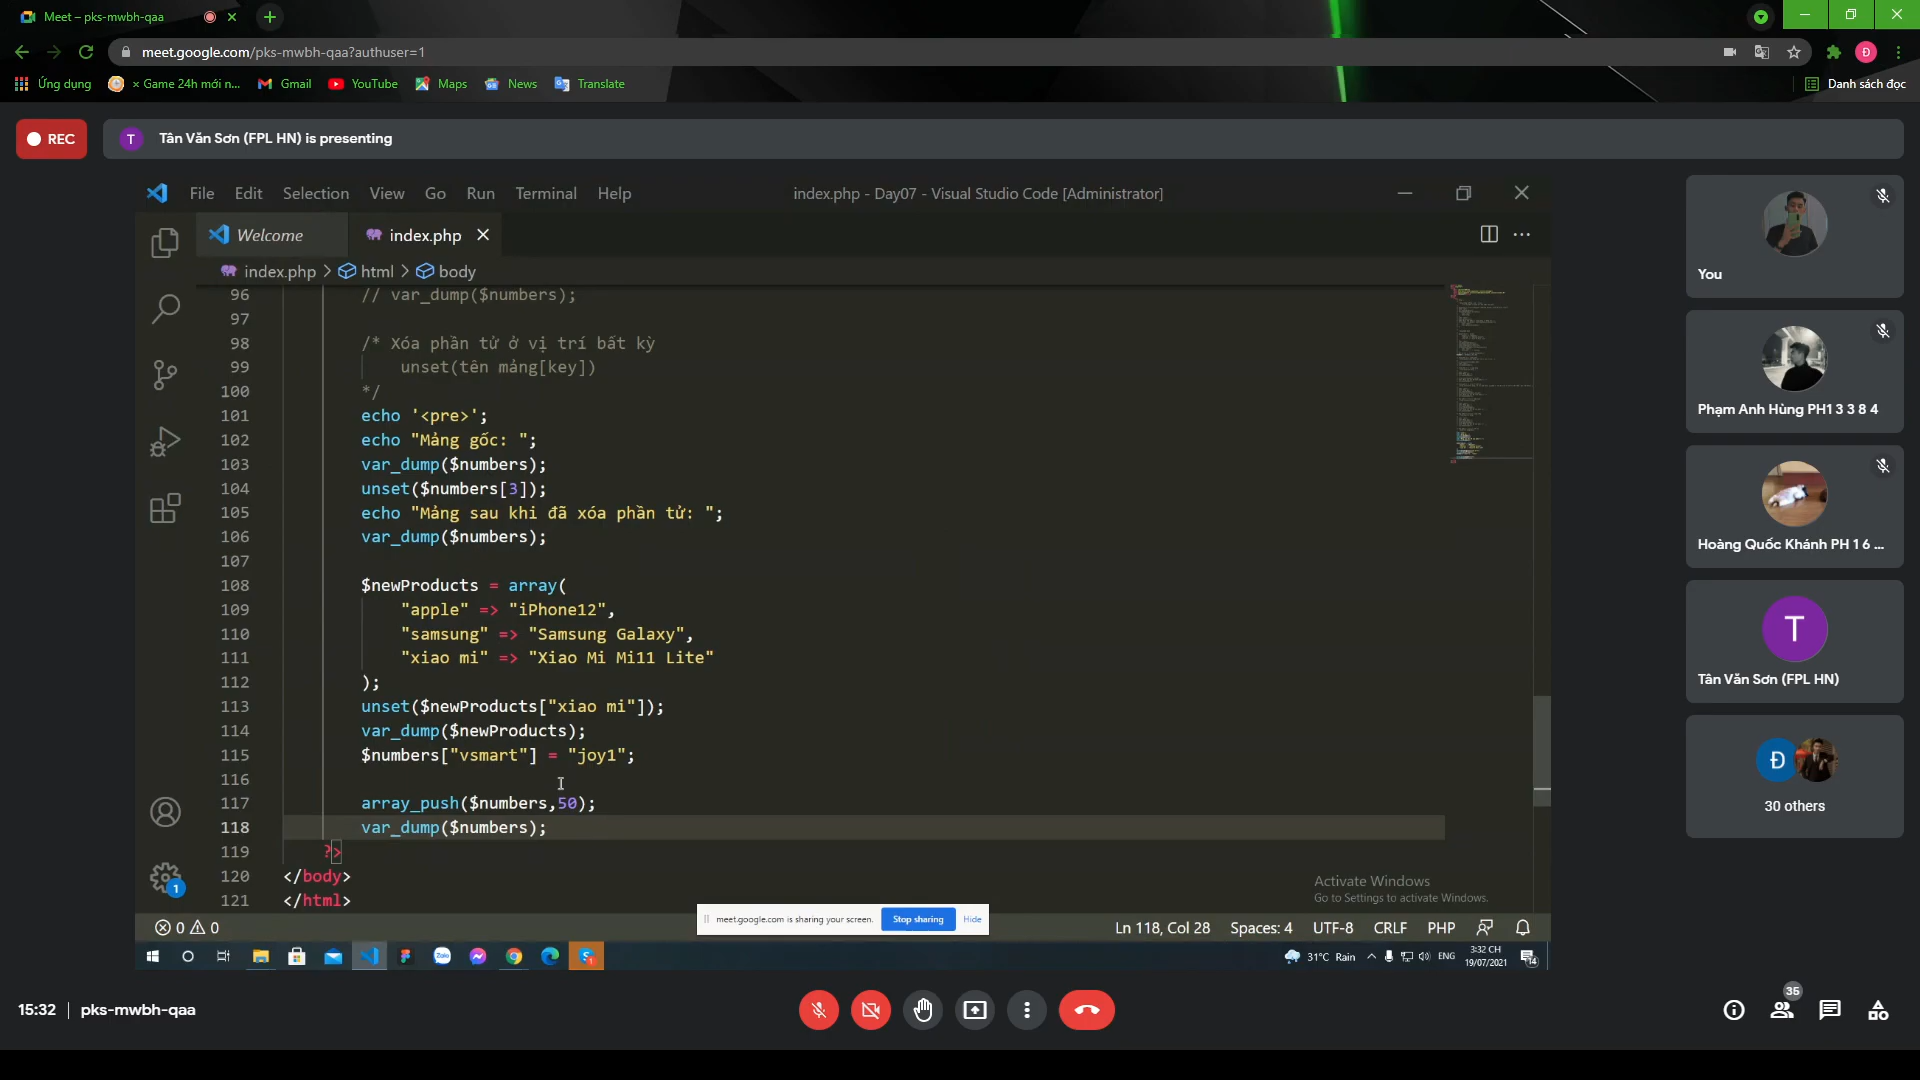 Meet – pks-mwbh-qaa
meet.google.com/pks-mwbh-qaa?authuser=1
Đ
Ứng dụng
× Game 24h mới n...
Gmail
YouTube
Maps
News
Translate
Danh sách đọc
REC
T
Tân Văn Sơn (FPL HN) is presenting
File Edit Selection View Go Run Terminal Help
index.php - Day07 - Visual Studio Code [Administrator]
Welcome
index.php
index.php > html > body
96 // var_dump($numbers);
97
98 /* Xóa phần tử ở vị trí bất kỳ
99 unset(tên mảng[key])
100 */
101 echo '<pre>';
102 echo "Mảng gốc: ";
103 var_dump($numbers);
104 unset($numbers[3]);
105 echo "Mảng sau khi đã xóa phần tử: ";
106 var_dump($numbers);
107
108 $newProducts = array(
109 "apple" => "iPhone12",
110 "samsung" => "Samsung Galaxy",
111 "xiao mi" => "Xiao Mi Mi11 Lite"
112 );
113 unset($newProducts["xiao mi"]);
114 var_dump($newProducts);
115 $numbers["vsmart"] = "joy1";
116
117 array_push($numbers,50);
118 var_dump($numbers);
119 ?>
120 </body>
121 </html>
1
Activate Windows
Go to Settings to activate Windows.
0 0
meet.google.com is sharing your screen.
Stop sharing
Hide
Ln 118, Col 28
Spaces: 4
UTF-8
CRLF
PHP
31°C Rain
ENG
3:32 CH
19/07/2021
14
You
Phạm Anh Hùng PH1 3 3 8 4
Hoàng Quốc Khánh PH 1 6 ...
T
Tân Văn Sơn (FPL HN)
Đ
30 others
15:32 | pks-mwbh-qaa
35